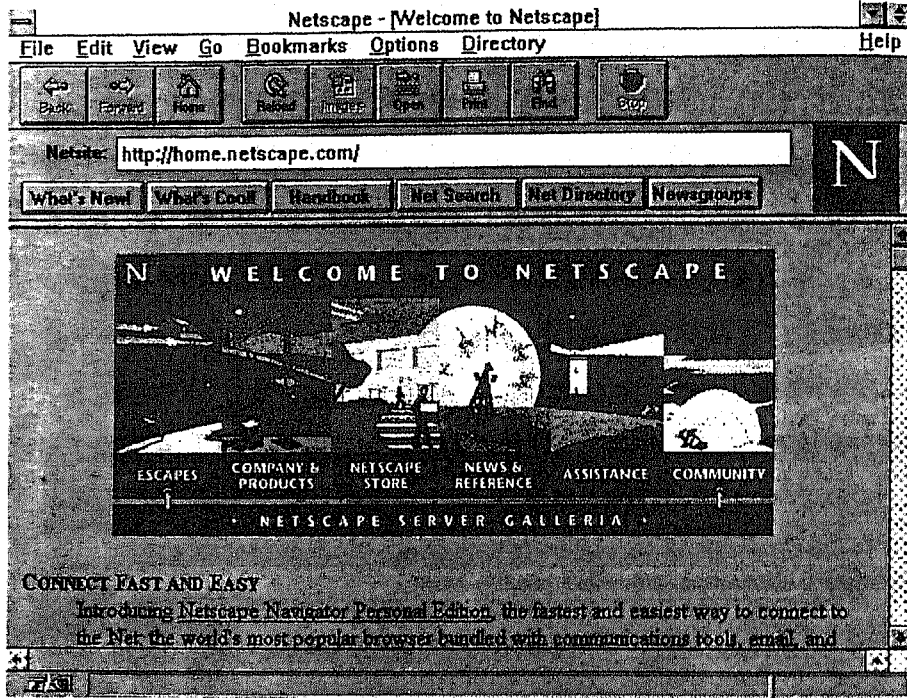 Netscape - [Welcome to Netscape]
File Edit View Go Bookmarks Options Directory Help
Back Forward Home Reload Images Open Print Find Stop
Netsite: http://home.netscape.com/
N
What's New! What's Cool! Handbook Net Search Net Directory Newsgroups
N WELCOME TO NETSCAPE
ESCAPES COMPANY & PRODUCTS NETSCAPE STORE NEWS & REFERENCE ASSISTANCE COMMUNITY
· NETSCAPE SERVER GALLERIA ·
CONNECT FAST AND EASY
Introducing Netscape Navigator Personal Edition, the fastest and easiest way to connect to
the Net: the world's most popular browser bundled with communications tools, email, and